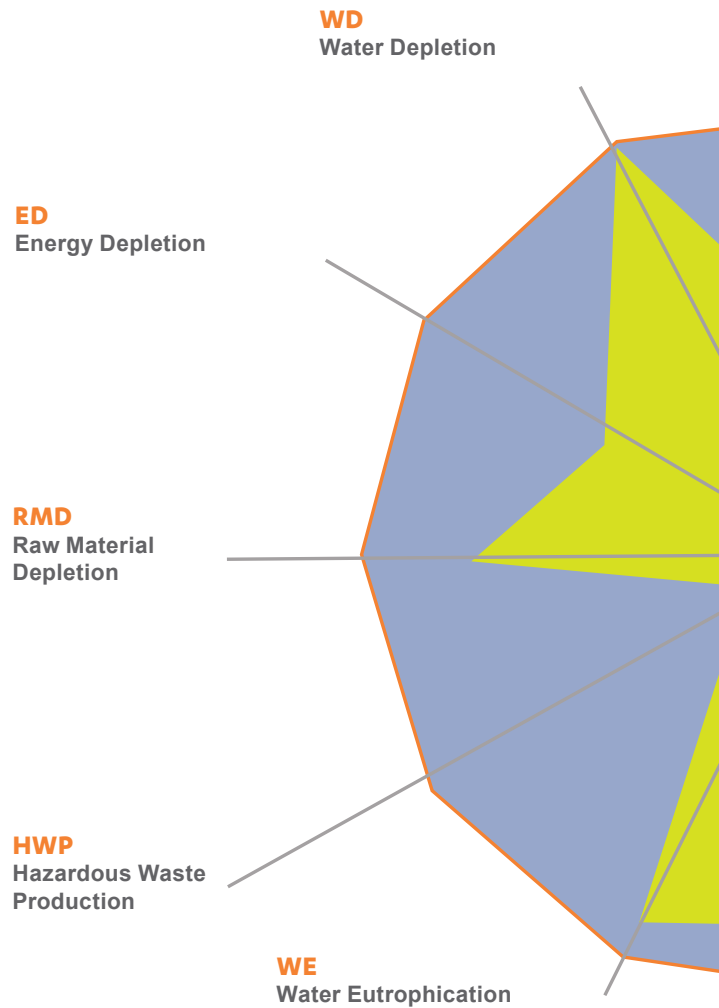 WD
Water Depletion
ED
Energy Depletion
RMD
Raw Material
Depletion
HWP
Hazardous Waste
Production
WE
Water Eutrophication